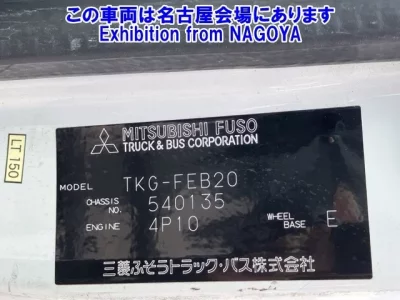 この車両は名古屋会場にあります
Exhibition from NAGOYA
LT150
MITSUBISHI FUSO
TRUCK & BUS CORPORATION
MODEL TKG-FEB20
CHASSIS NO. 540135
ENGINE 4P10 WHEEL BASE E
三菱ふそうトラック・バス株式会社